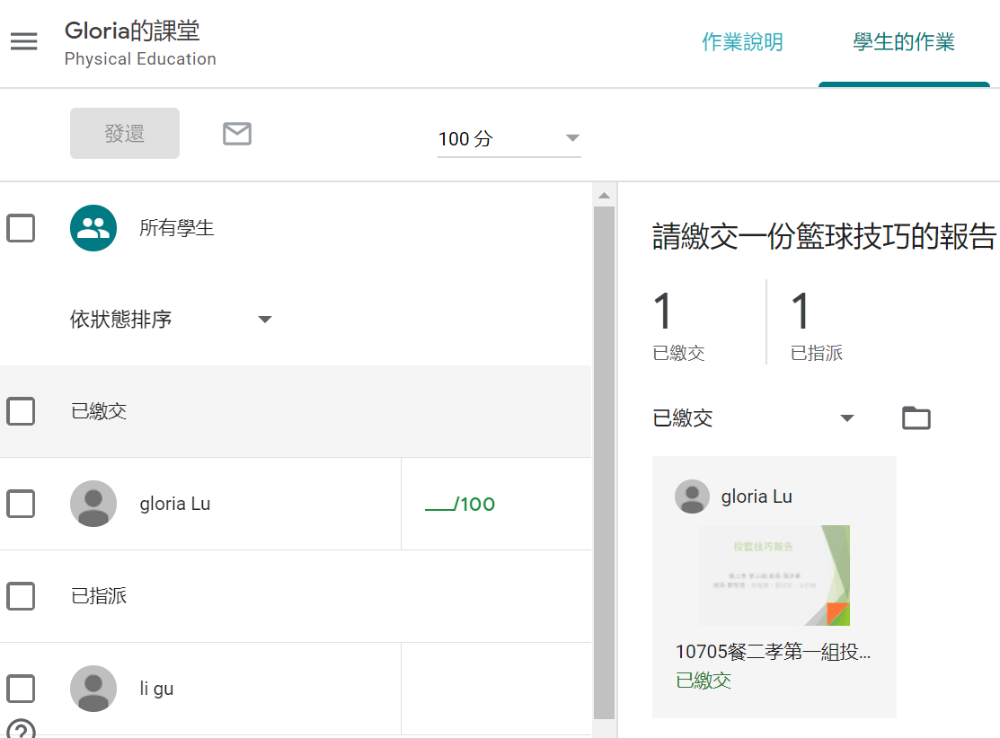 Gloria的課堂
Physical Education
作業說明
學生的作業
發還
100 分
所有學生
依狀態排序
已繳交
gloria Lu
/100
已指派
li gu
請繳交一份籃球技巧的報告
1
已繳交
1
已指派
已繳交
gloria Lu
技巧報告
10705餐二孝第一組投...
已繳交